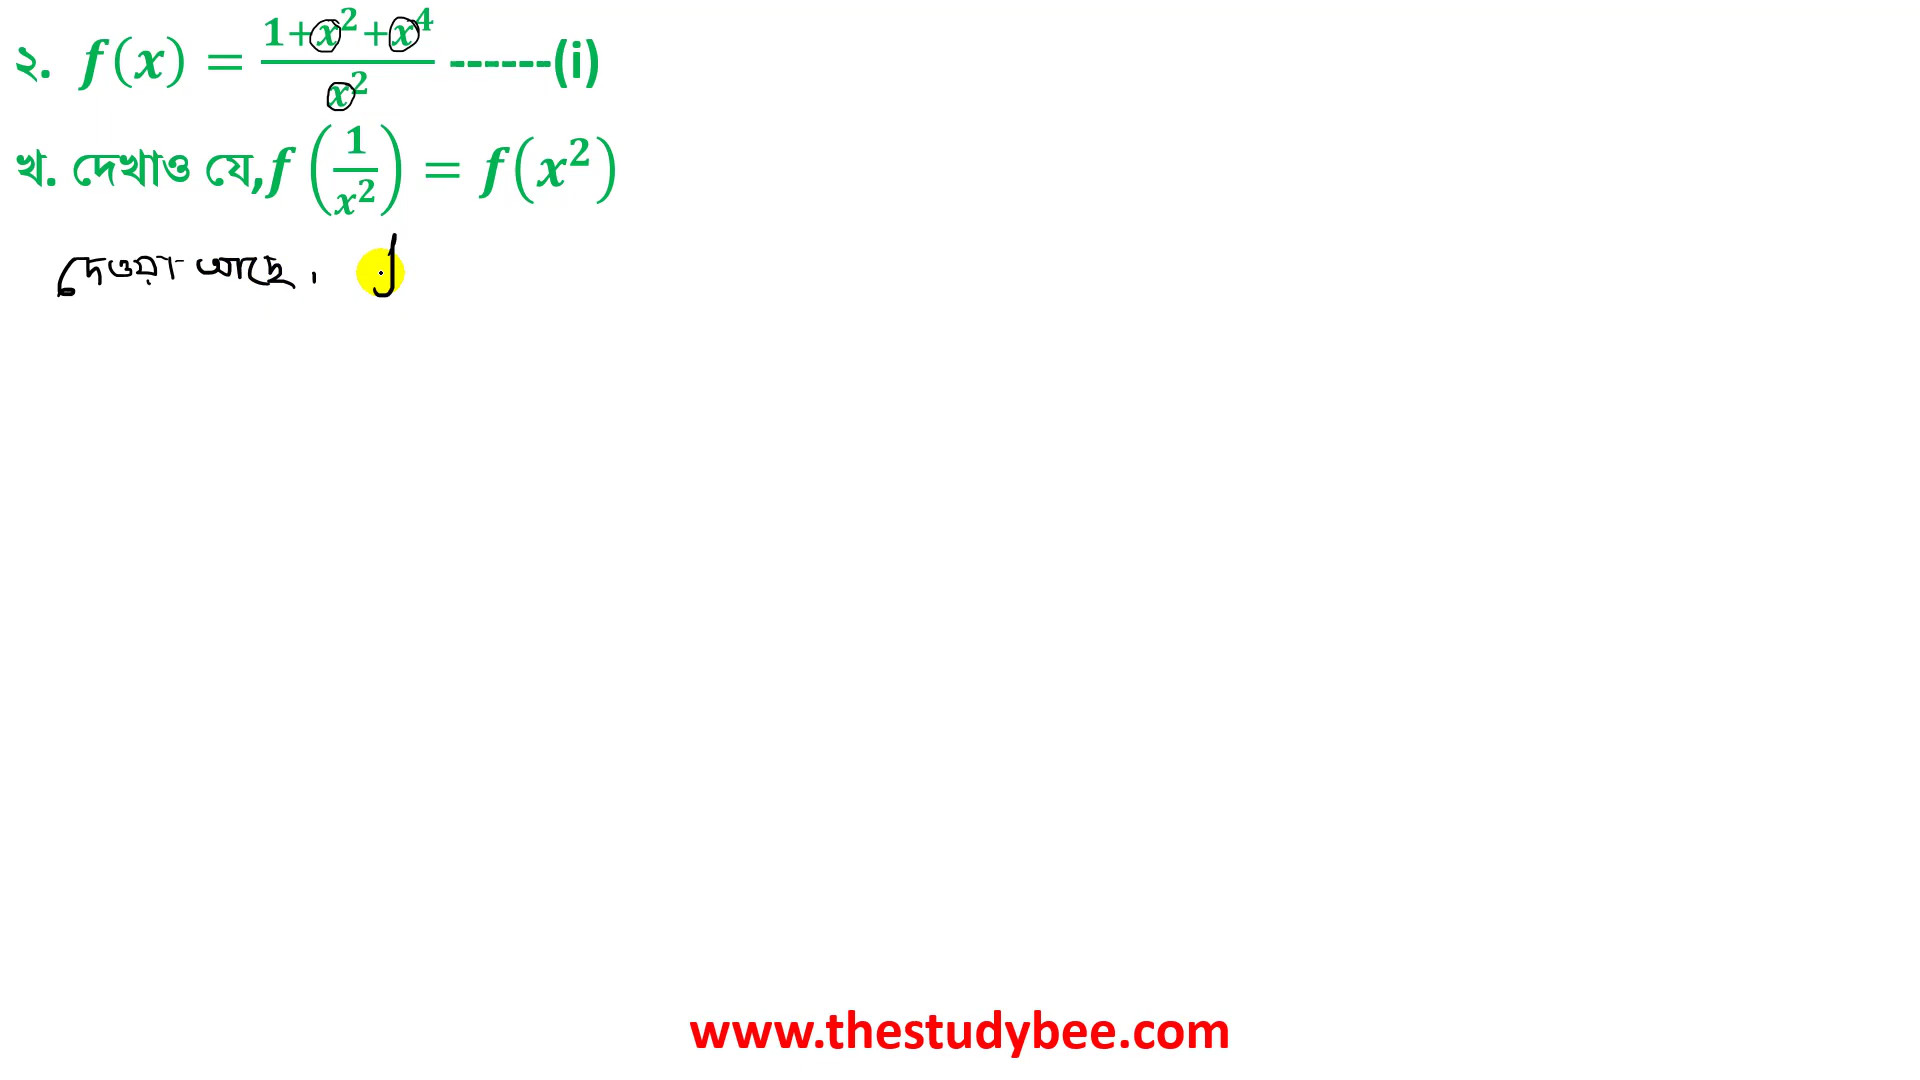 ২. f(x) = (1+x²+x⁴)/x² ------(i)
খ. দেখাও যে,f(1/x²) = f(x²)
দেওয়া আছে,
www.thestudybee.com